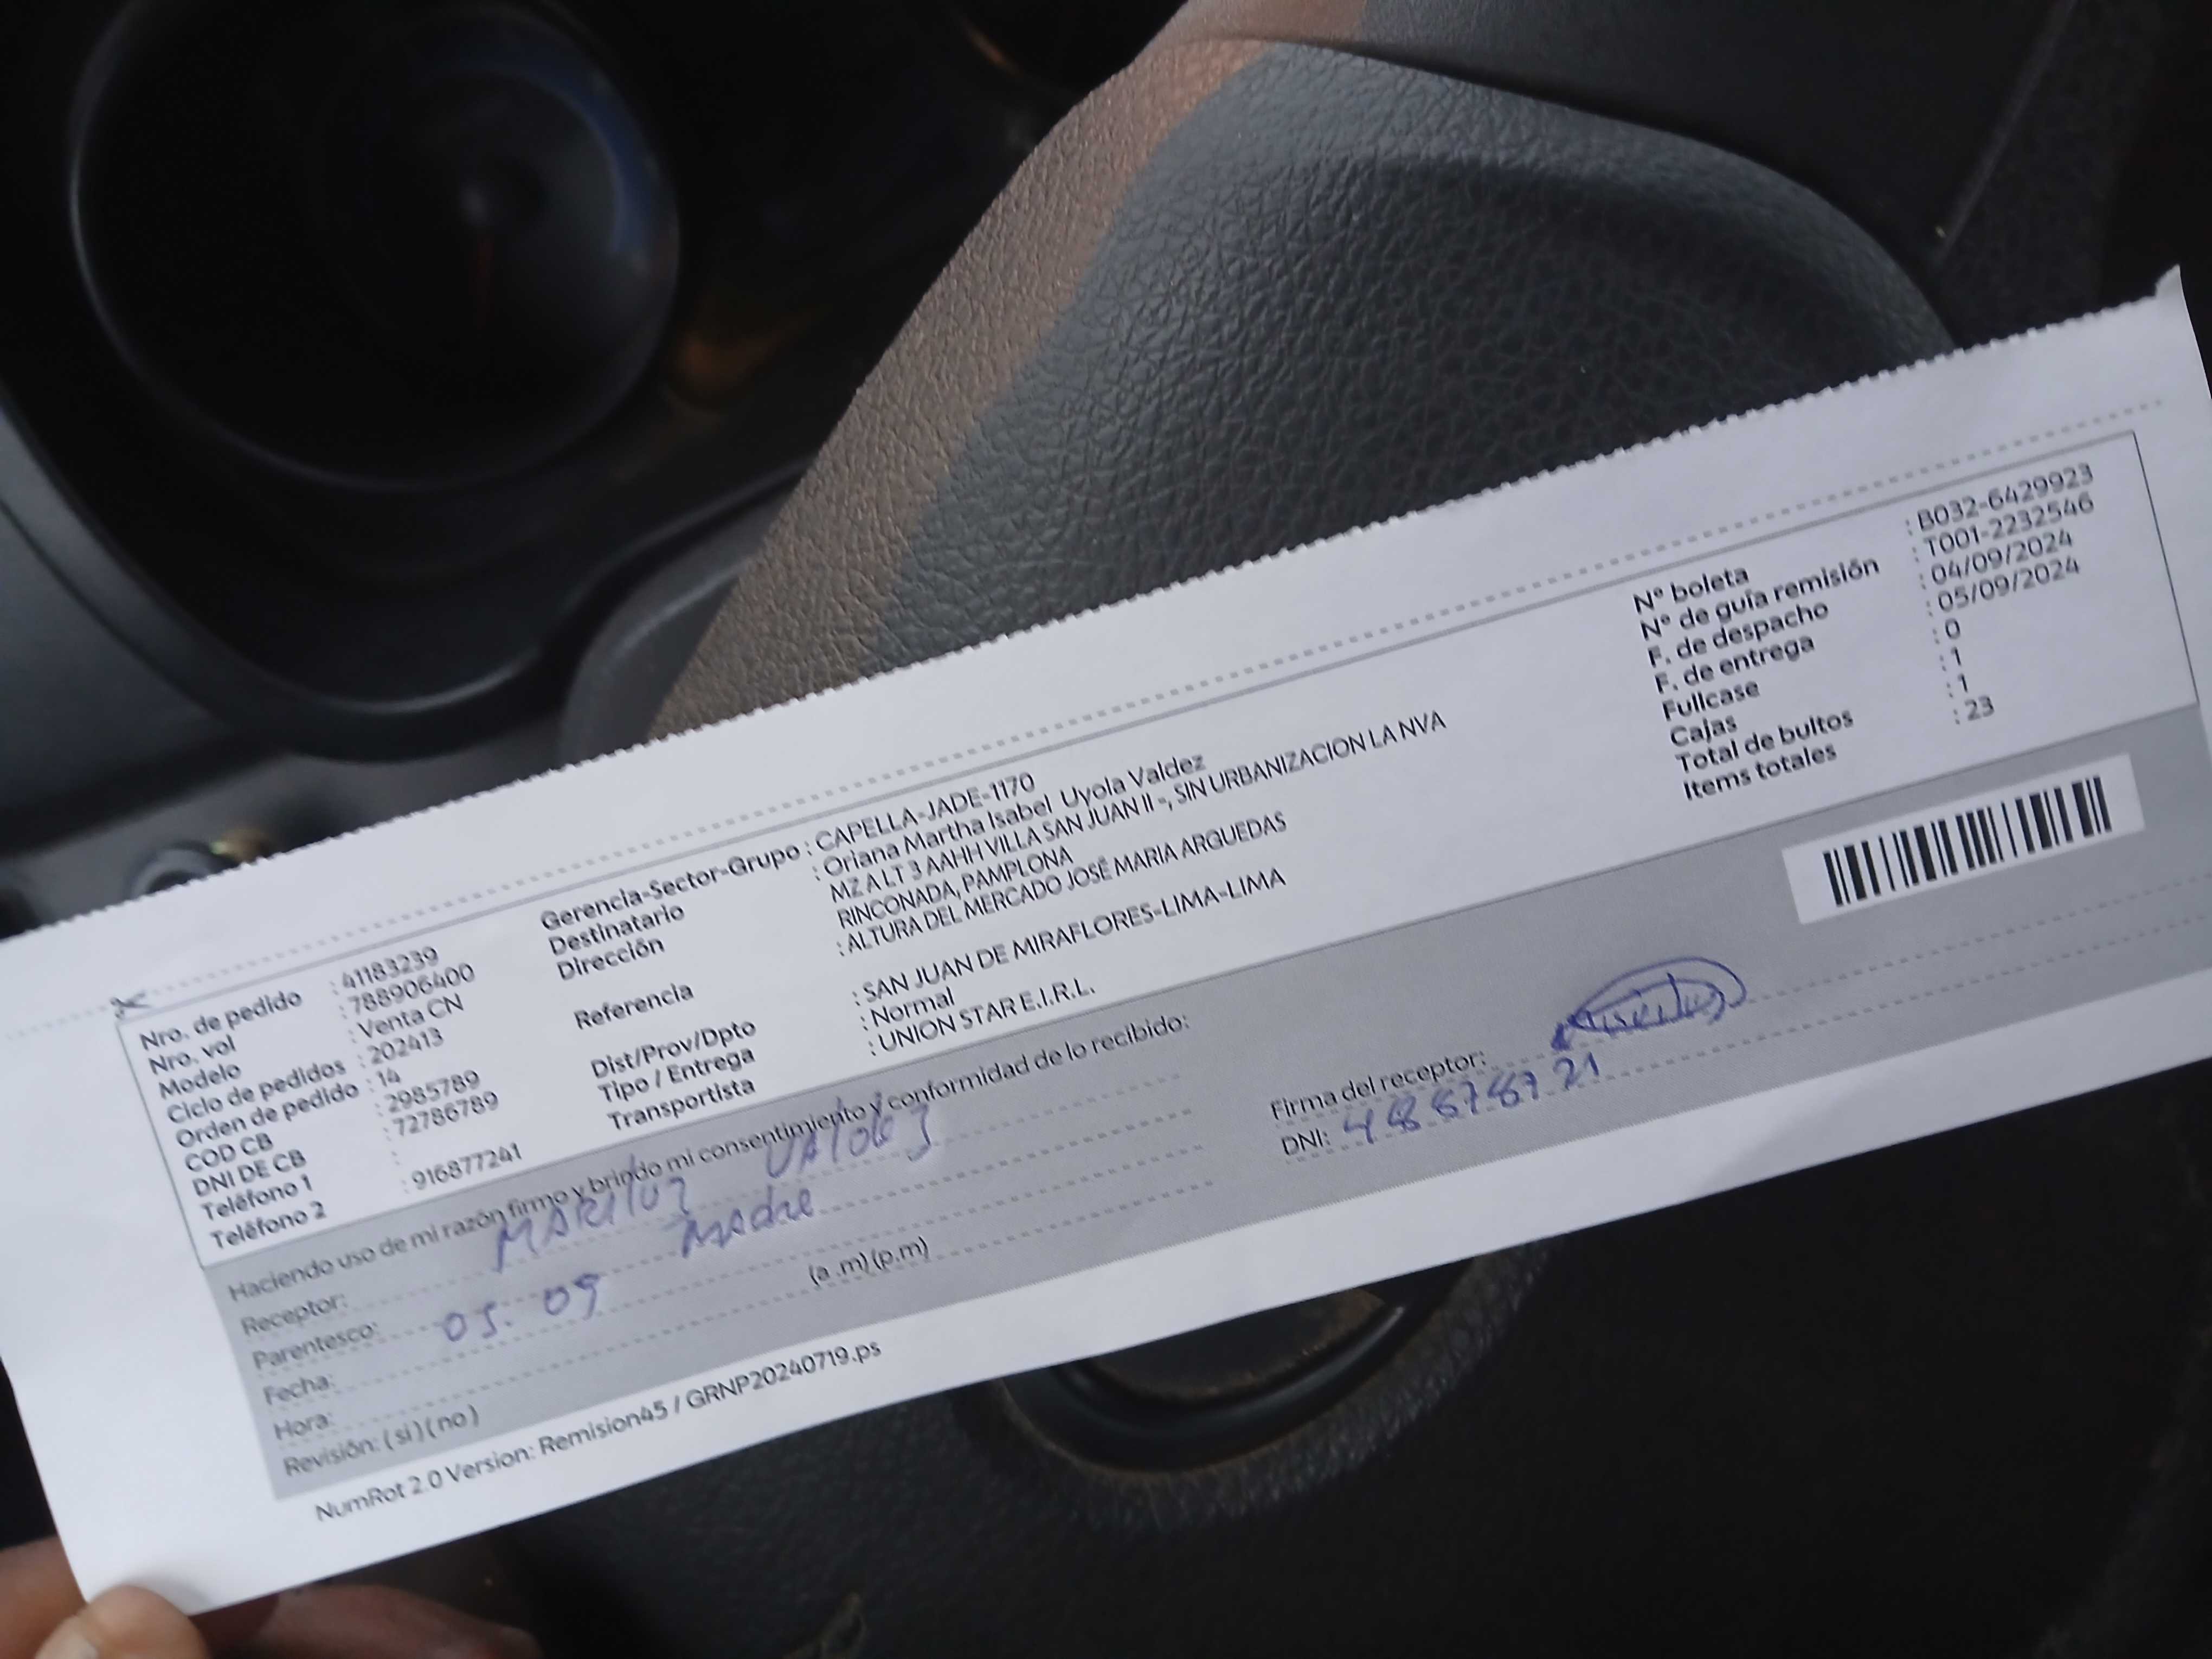 Nro. de pedido : 41183239
Nro. vol : 788906400
Modelo : Venta CN
Ciclo de pedidos : 202413
Orden de pedido : 14
COD CB : 2985789
DNI DE CB : 72786789
Teléfono 1 :
Teléfono 2 : 916877241
Gerencia-Sector-Grupo : CAPELLA-JADE-1170
Destinatario : Oriana Martha Isabel Uyola Valdez
Dirección MZ A LT 3 AAHH VILLA SAN JUAN II -, SIN URBANIZACION LA NVA
RINCONADA, PAMPLONA
Referencia : ALTURA DEL MERCADO JOSÉ MARIA ARGUEDAS
Dist/Prov/Dpto : SAN JUAN DE MIRAFLORES-LIMA-LIMA
Tipo / Entrega : Normal
Transportista : UNION STAR E.I.R.L.
N° boleta : B032-6429923
N° de guía remisión : T001-2232546
F. de despacho : 04/09/2024
F. de entrega : 05/09/2024
Fullcase : 0
Cajas : 1
Total de bultos : 1
Items totales : 23
Haciendo uso de mi razón firmo y brindo mi consentimiento y conformidad de lo recibido:
Receptor: MARILUZ VALDEZ
Parentesco: Madre
Fecha: 05. 09
Hora: (a .m) (p.m)
Revisión: ( si ) ( no )
Firma del receptor:
DNI:
NumRot 2.0 Version: Remision45 / GRNP20240719.ps